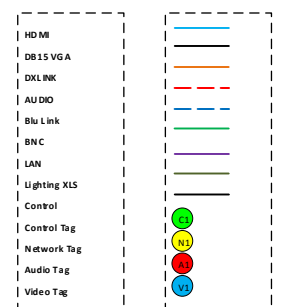 HDMI
DB15 VGA
DXLINK
AUDIO
Blu Link
BNC
LAN
Lighting XLS
Control
Control Tag
Network Tag
Audio Tag
Video Tag
C1
N1
A1
V1